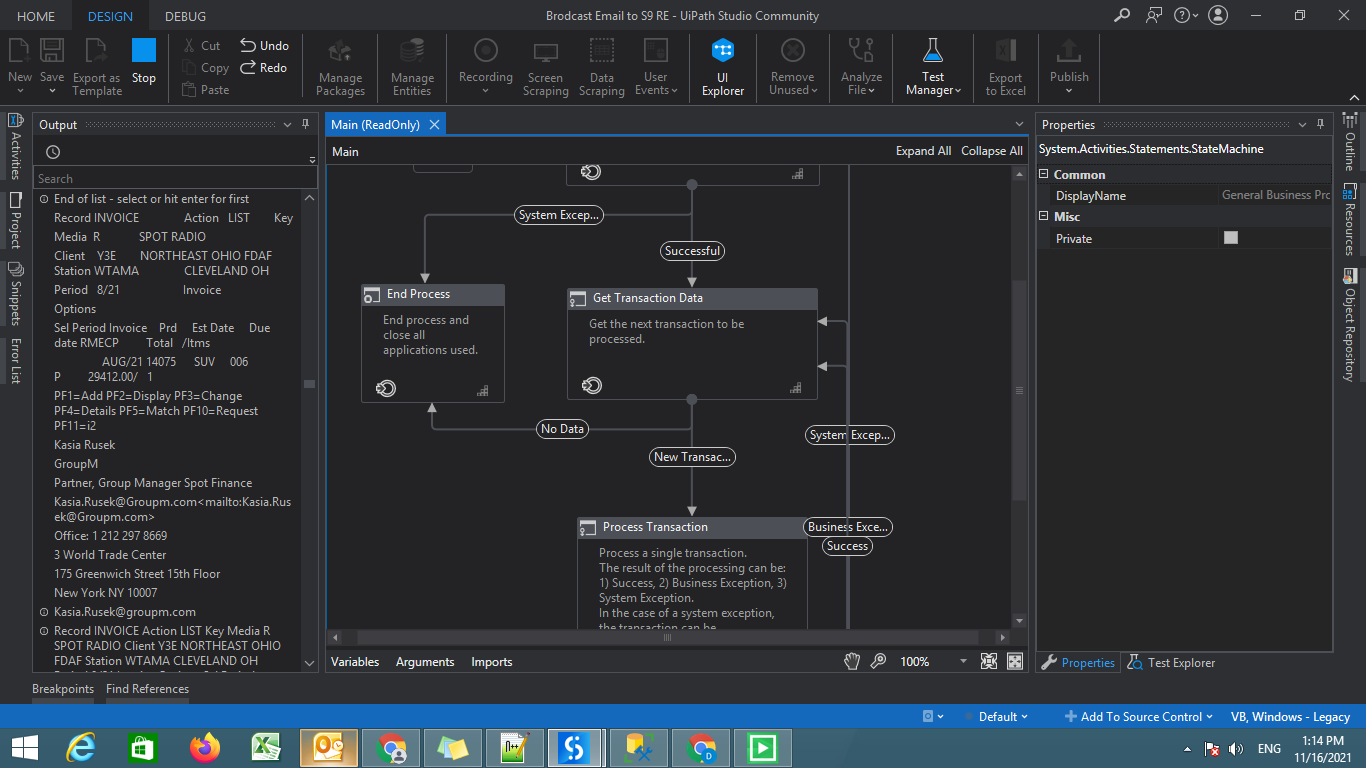 HOME DESIGN DEBUG
Brodcast Email to S9 RE - UiPath Studio Community
New Save Export as Template Stop
Cut Undo
Copy Redo
Paste
Manage Packages
Manage Entities
Recording
Screen Scraping
Data Scraping
User Events
UI Explorer
Remove Unused
Analyze File
Test Manager
Export to Excel
Publish
Activities
Project
Snippets
Error List
Output
Search
End of list - select or hit enter for first
Record INVOICE Action LIST Key
Media R SPOT RADIO
Client Y3E NORTHEAST OHIO FDAF
Station WTAMA CLEVELAND OH
Period 8/21 Invoice
Options
Sel Period Invoice Prd Est Date Due
date RMECP Total /Itms
AUG/21 14075 SUV 006
P 29412.00/ 1
PF1=Add PF2=Display PF3=Change
PF4=Details PF5=Match PF10=Request
PF11=i2
Kasia Rusek
GroupM
Partner, Group Manager Spot Finance
Kasia.Rusek@Groupm.com<mailto:Kasia.Rus
ek@Groupm.com>
Office: 1 212 297 8669
3 World Trade Center
175 Greenwich Street 15th Floor
New York NY 10007
Kasia.Rusek@groupm.com
Record INVOICE Action LIST Key Media R
SPOT RADIO Client Y3E NORTHEAST OHIO
FDAF Station WTAMA CLEVELAND OH
Breakpoints Find References
Main (ReadOnly)
Main
Expand All Collapse All
System Excep...
Successful
End Process
End process and
close all
applications used.
Get Transaction Data
Get the next transaction to be
processed.
No Data
New Transac...
System Excep...
Process Transaction
Process a single transaction.
The result of the processing can be:
1) Success, 2) Business Exception, 3)
System Exception.
In the case of a system exception,
the transaction can be
Business Exce...
Success
Variables Arguments Imports
100%
Properties
System.Activities.Statements.StateMachine
Common
DisplayName General Business Prc
Misc
Private
Properties Test Explorer
Outline
Resources
Object Repository
Default
Add To Source Control
VB, Windows - Legacy
ENG
1:14 PM
11/16/2021